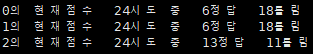 0의 현재점수 24시도중 6정답 18틀림
1의 현재점수 24시도중 6정답 18틀림
2의 현재점수 24시도중 13정답 11틀림